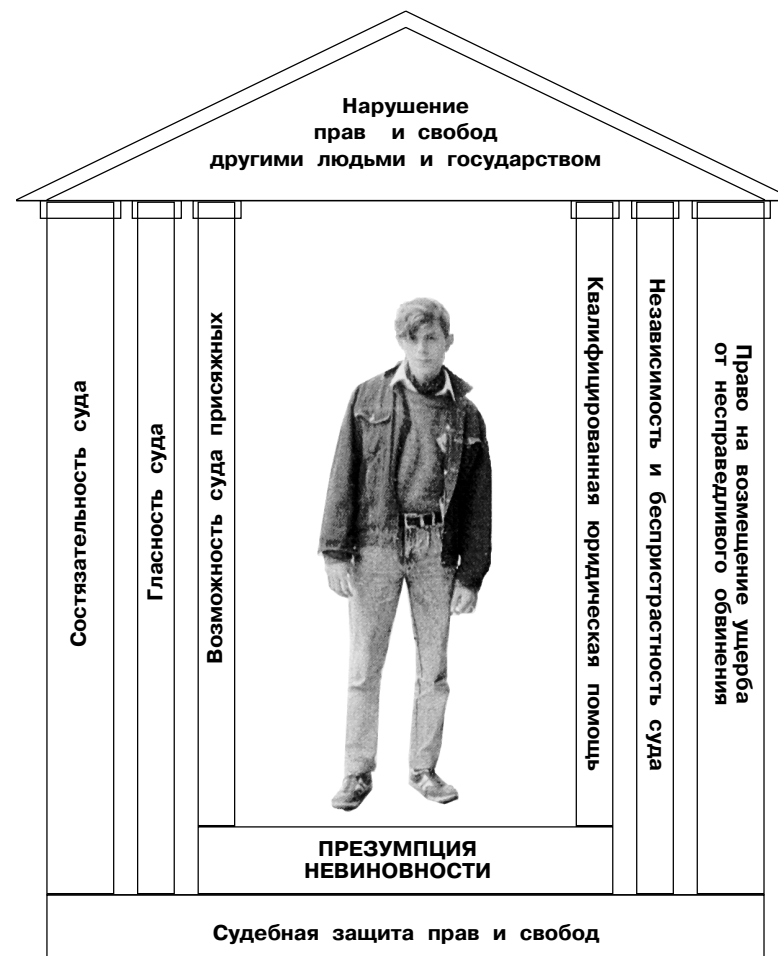 Нарушение
прав и свобод
другими людьми и государством
Состязательность суда
Гласность суда
Возможность суда присяжных
Квалифицированная юридическая помощь
Независимость и беспристрастность суда
Право на возмещение ущерба
от несправедливого обвинения
ПРЕЗУМПЦИЯ
НЕВИНОВНОСТИ
Судебная защита прав и свобод